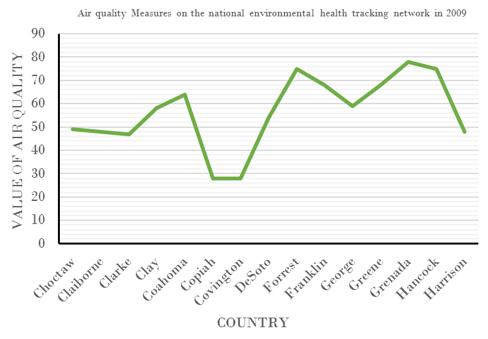 Air quality Measures on the national environmental health tracking network in 2009
VALUE OF AIR QUALITY
90
80
70
60
50
40
30
20
10
0
Choctaw
Claiborne
Clarke
Clay
Coahoma
Copiah
Covington
DeSoto
Forrest
Franklin
George
Greene
Grenada
Hancock
Harrison
COUNTRY